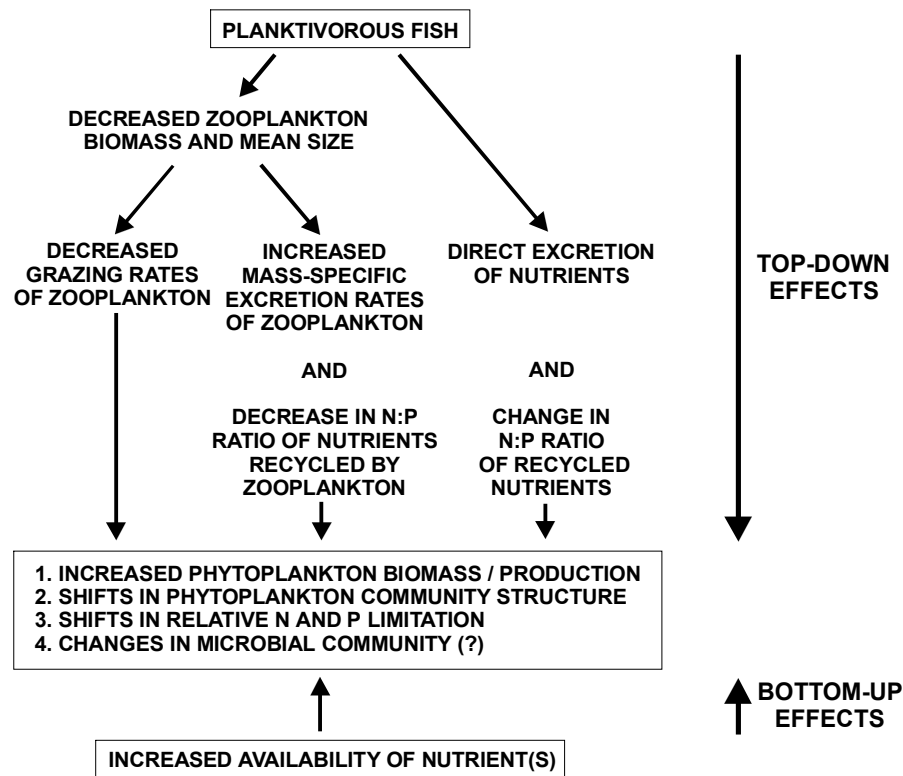 PLANKTIVOROUS FISH
DECREASED ZOOPLANKTON
BIOMASS AND MEAN SIZE
DECREASED
GRAZING RATES
OF ZOOPLANKTON
INCREASED
MASS-SPECIFIC
EXCRETION RATES
OF ZOOPLANKTON
AND
DECREASE IN N:P
RATIO OF NUTRIENTS
RECYCLED BY
ZOOPLANKTON
DIRECT EXCRETION
OF NUTRIENTS
AND
CHANGE IN
N:P RATIO
OF RECYCLED
NUTRIENTS
TOP-DOWN
EFFECTS
1. INCREASED PHYTOPLANKTON BIOMASS / PRODUCTION
2. SHIFTS IN PHYTOPLANKTON COMMUNITY STRUCTURE
3. SHIFTS IN RELATIVE N AND P LIMITATION
4. CHANGES IN MICROBIAL COMMUNITY (?)
BOTTOM-UP
EFFECTS
INCREASED AVAILABILITY OF NUTRIENT(S)